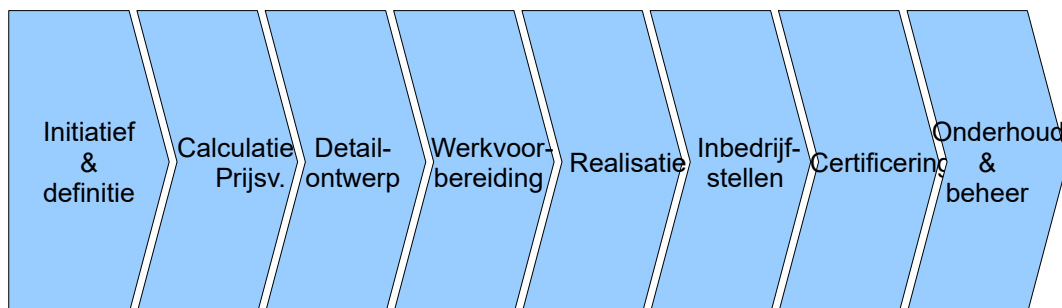 Initiatief
&
definitie
Calculatie
Prijsv.
Detail-
ontwerp
Werkvoor-
bereiding
Realisatie
Inbedrijf-
stellen
Certificering
Onderhoud
&
beheer